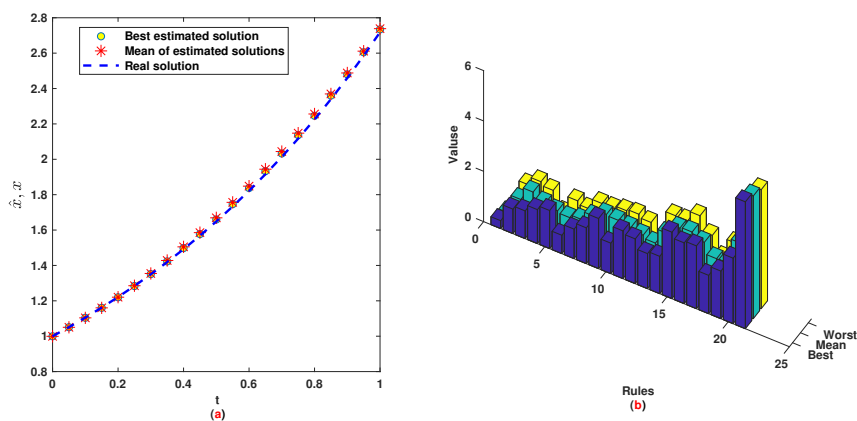 2.8
2.6
2.4
2.2
2
1.8
1.6
1.4
1.2
1
0.8
x̂, x
Best estimated solution
Mean of estimated solutions
Real solution
0 0.2 0.4 0.6 0.8 1
t
(a)
6
4
2
0
Valuse
0
5
10
15
20
25
Worst
Mean
Best
Rules
(b)